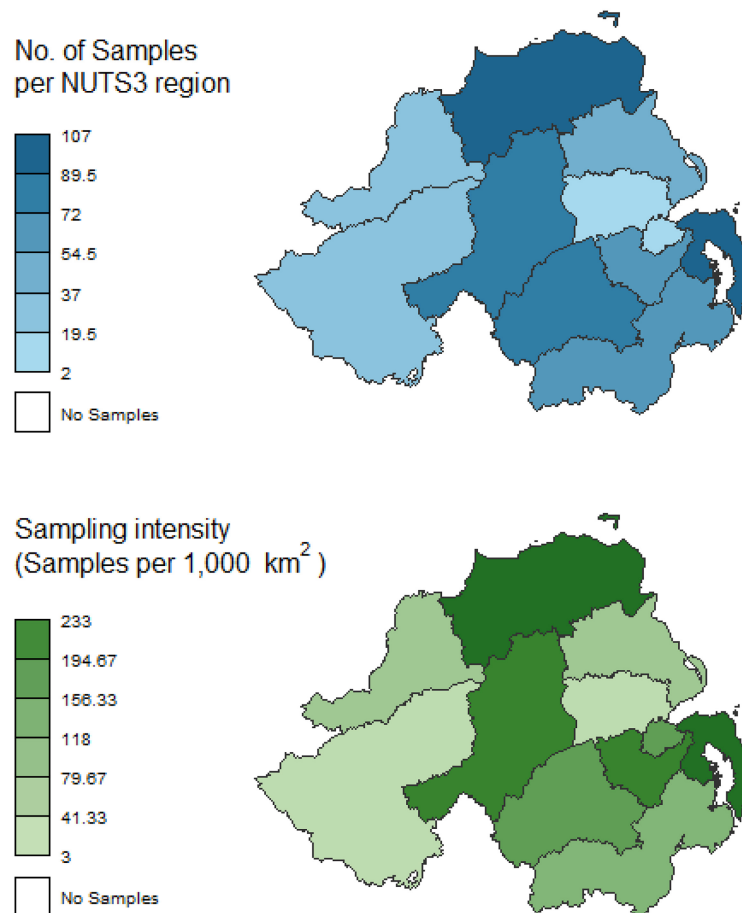 No. of Samples
per NUTS3 region
107
89.5
72
54.5
37
19.5
2
No Samples
Sampling intensity
(Samples per 1,000 km²)
233
194.67
156.33
118
79.67
41.33
3
No Samples